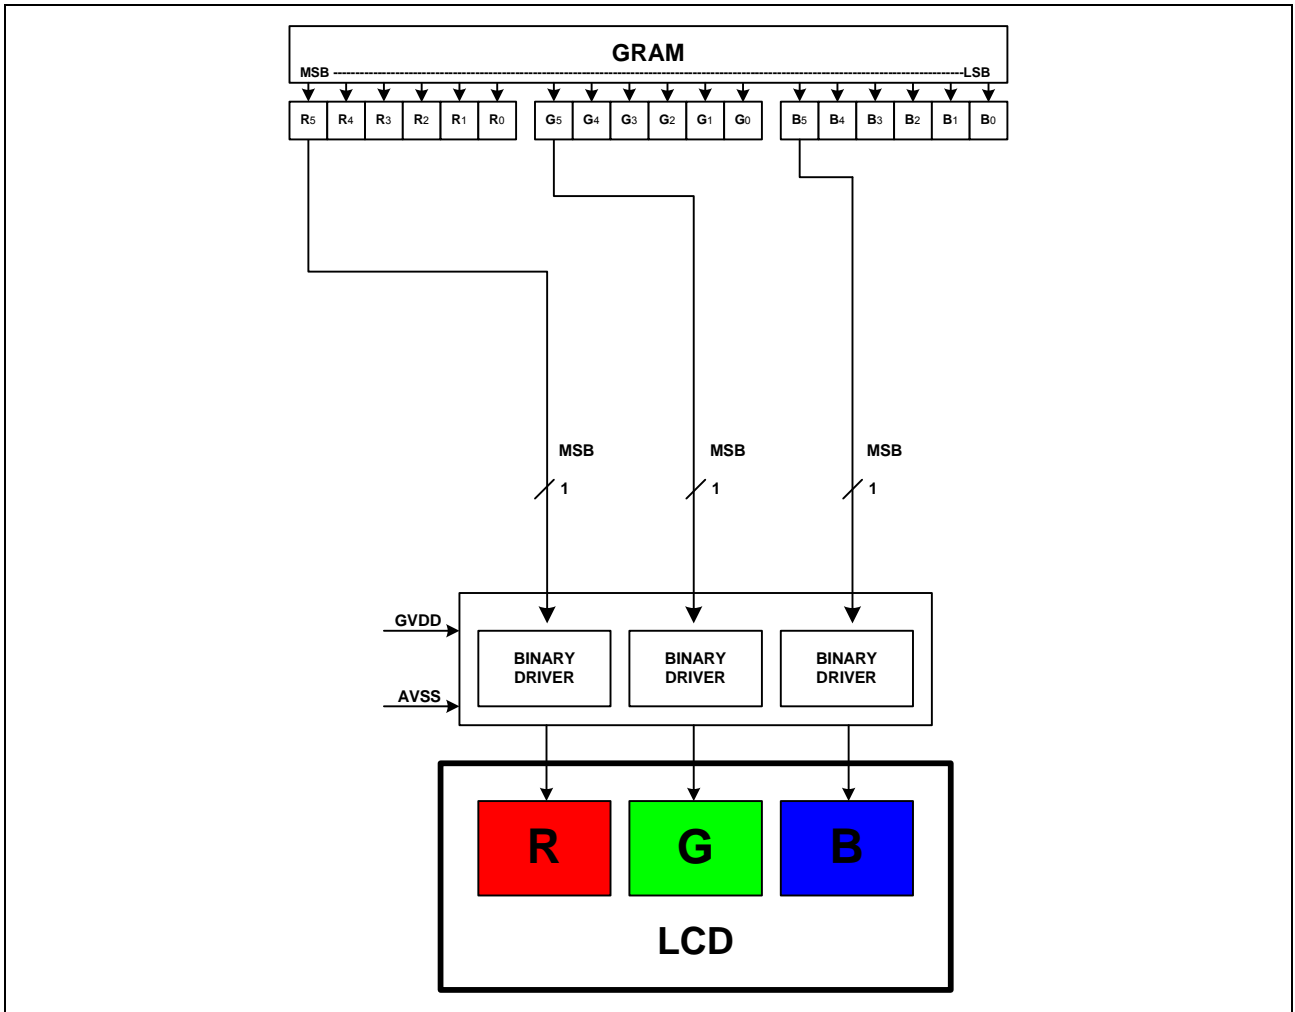 GRAM
MSB ---------------------------------------------------------------------------------------------------------------------LSB
R5 R4 R3 R2 R1 R0 G5 G4 G3 G2 G1 G0 B5 B4 B3 B2 B1 B0
MSB MSB MSB
1 1 1
GVDD
BINARY DRIVER
BINARY DRIVER
BINARY DRIVER
AVSS
R G B
LCD